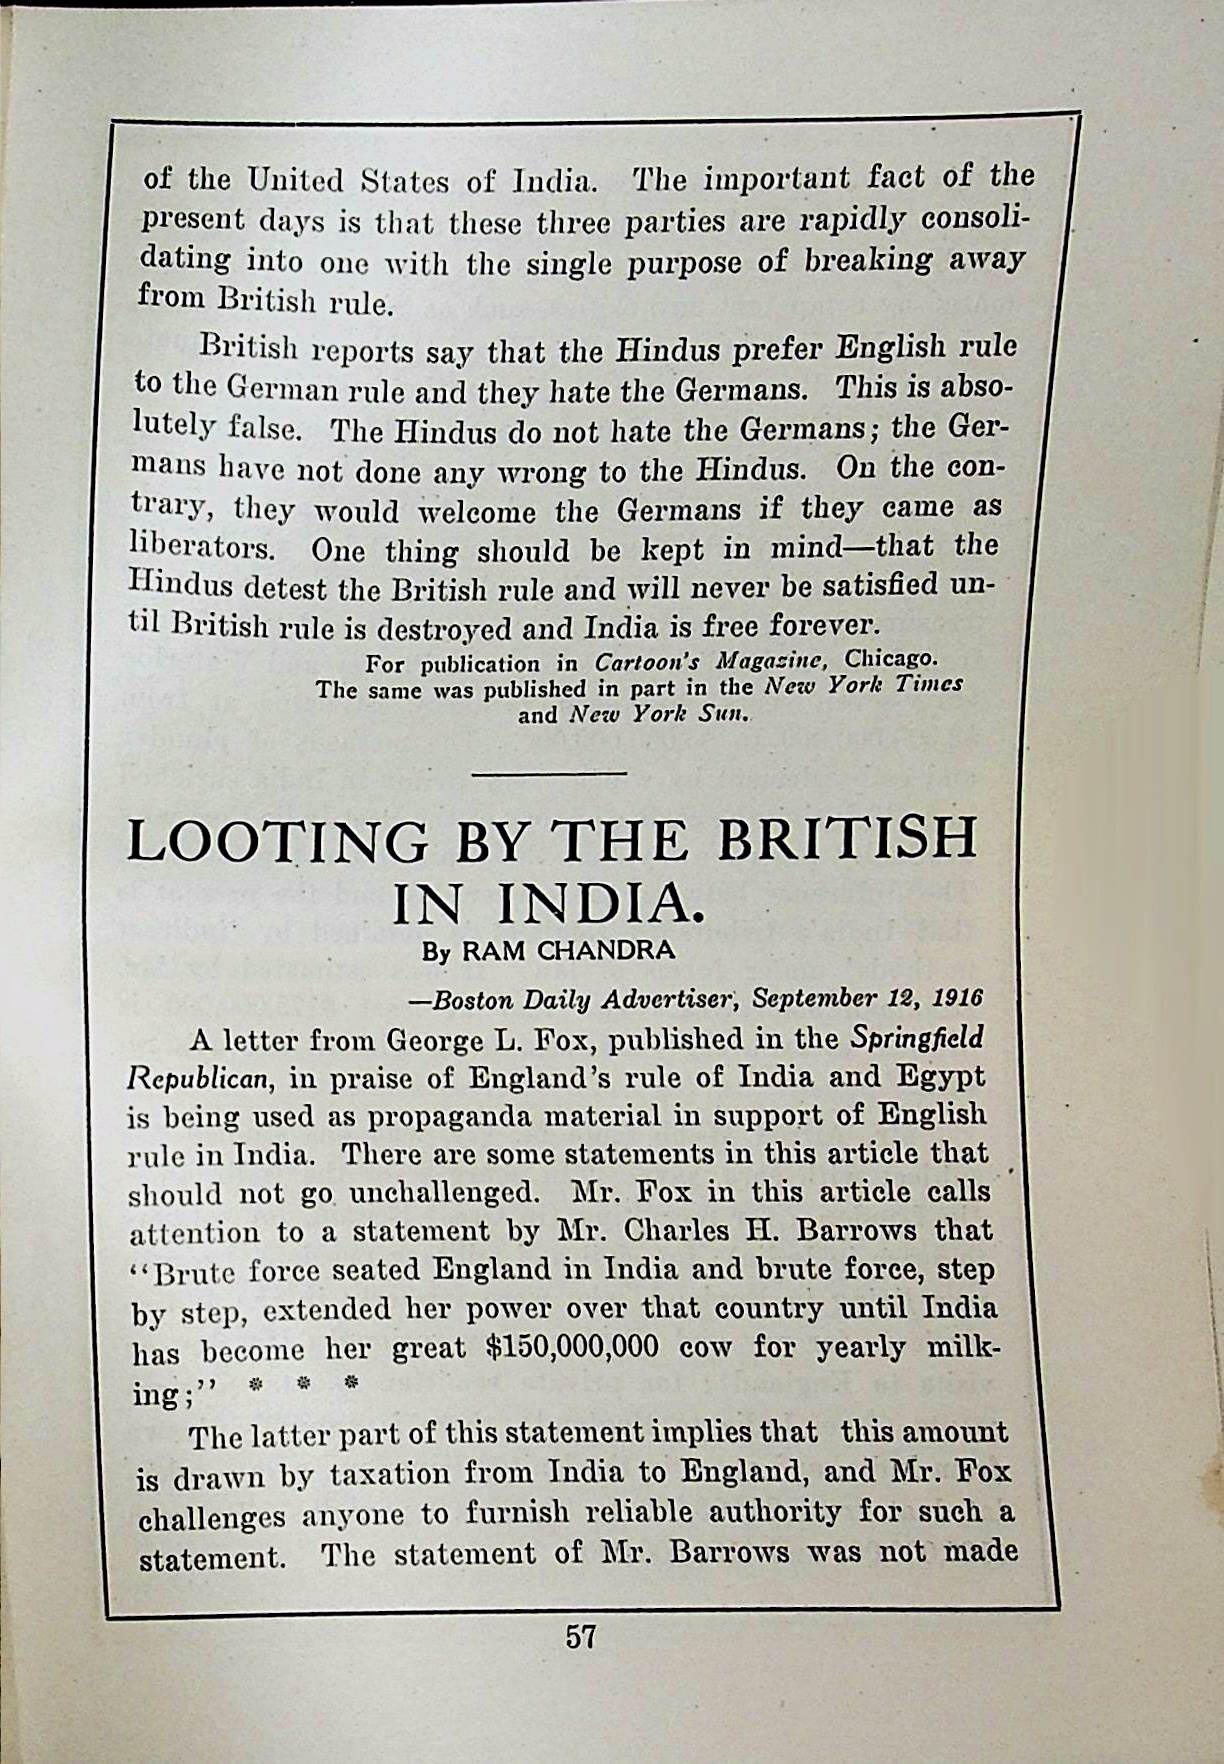 of the United States of India. The important fact of the
present days is that these three parties are rapidly consoli-
dating into one with the single purpose of breaking away
from British rule.
British reports say that the Hindus prefer English rule
to the German rule and they hate the Germans. This is abso-
lutely false. The Hindus do not hate the Germans; the Ger-
mans have not done any wrong to the Hindus. On the con-
trary, they would welcome the Germans if they came as
liberators. One thing should be kept in mind—that the
Hindus detest the British rule and will never be satisfied un-
til British rule is destroyed and India is free forever.
For publication in Cartoon's Magazine, Chicago.
The same was published in part in the New York Times
and New York Sun.
LOOTING BY THE BRITISH
IN INDIA.
By RAM CHANDRA
—Boston Daily Advertiser, September 12, 1916
A letter from George L. Fox, published in the Springfield
Republican, in praise of England's rule of India and Egypt
is being used as propaganda material in support of English
rule in India. There are some statements in this article that
should not go unchallenged. Mr. Fox in this article calls
attention to a statement by Mr. Charles H. Barrows that
"Brute force seated England in India and brute force, step
by step, extended her power over that country until India
has become her great $150,000,000 cow for yearly milk-
ing;" * * *
The latter part of this statement implies that this amount
is drawn by taxation from India to England, and Mr. Fox
challenges anyone to furnish reliable authority for such a
statement. The statement of Mr. Barrows was not made
57